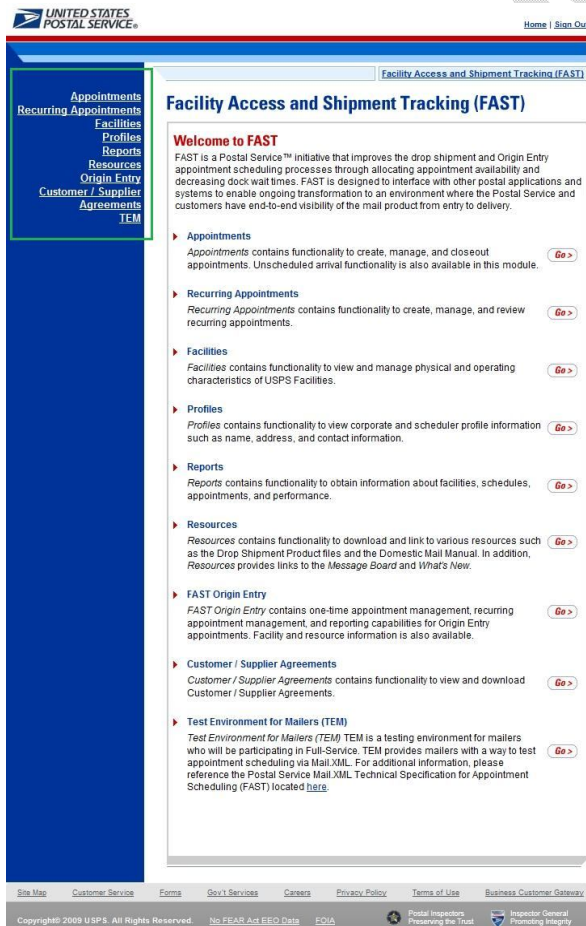 UNITED STATES
POSTAL SERVICE®
Home | Sign Out
Facility Access and Shipment Tracking (FAST)
Appointments
Recurring Appointments
Facilities
Profiles
Reports
Resources
Origin Entry
Customer / Supplier
Agreements
TEM
Facility Access and Shipment Tracking (FAST)
Welcome to FAST
FAST is a Postal Service™ initiative that improves the drop shipment and Origin Entry
appointment scheduling processes through allocating appointment availability and
decreasing dock wait times. FAST is designed to interface with other postal applications and
systems to enable ongoing transformation to an environment where the Postal Service and
customers have end-to-end visibility of the mail product from entry to delivery.
Appointments
Appointments contains functionality to create, manage, and closeout
appointments. Unscheduled arrival functionality is also available in this module.
Go >
Recurring Appointments
Recurring Appointments contains functionality to create, manage, and review
recurring appointments.
Go >
Facilities
Facilities contains functionality to view and manage physical and operating
characteristics of USPS Facilities.
Go >
Profiles
Profiles contains functionality to view corporate and scheduler profile information
such as name, address, and contact information.
Go >
Reports
Reports contains functionality to obtain information about facilities, schedules,
appointments, and performance.
Go >
Resources
Resources contains functionality to download and link to various resources such
as the Drop Shipment Product files and the Domestic Mail Manual. In addition,
Resources provides links to the Message Board and What's New.
Go >
FAST Origin Entry
FAST Origin Entry contains one-time appointment management, recurring
appointment management, and reporting capabilities for Origin Entry
appointments. Facility and resource information is also available.
Go >
Customer / Supplier Agreements
Customer / Supplier Agreements contains functionality to view and download
Customer / Supplier Agreements.
Go >
Test Environment for Mailers (TEM)
Test Environment for Mailers (TEM) TEM is a testing environment for mailers
who will be participating in Full-Service. TEM provides mailers with a way to test
appointment scheduling via Mail.XML. For additional information, please
reference the Postal Service Mail.XML Technical Specification for Appointment
Scheduling (FAST) located here.
Go >
Site Map Customer Service Forms Gov't Services Careers Privacy Policy Terms of Use Business Customer Gateway
Copyright© 2009 USPS. All Rights Reserved. No FEAR Act EEO Data FOIA
Postal Inspectors
Preserving the Trust
Inspector General
Promoting Integrity